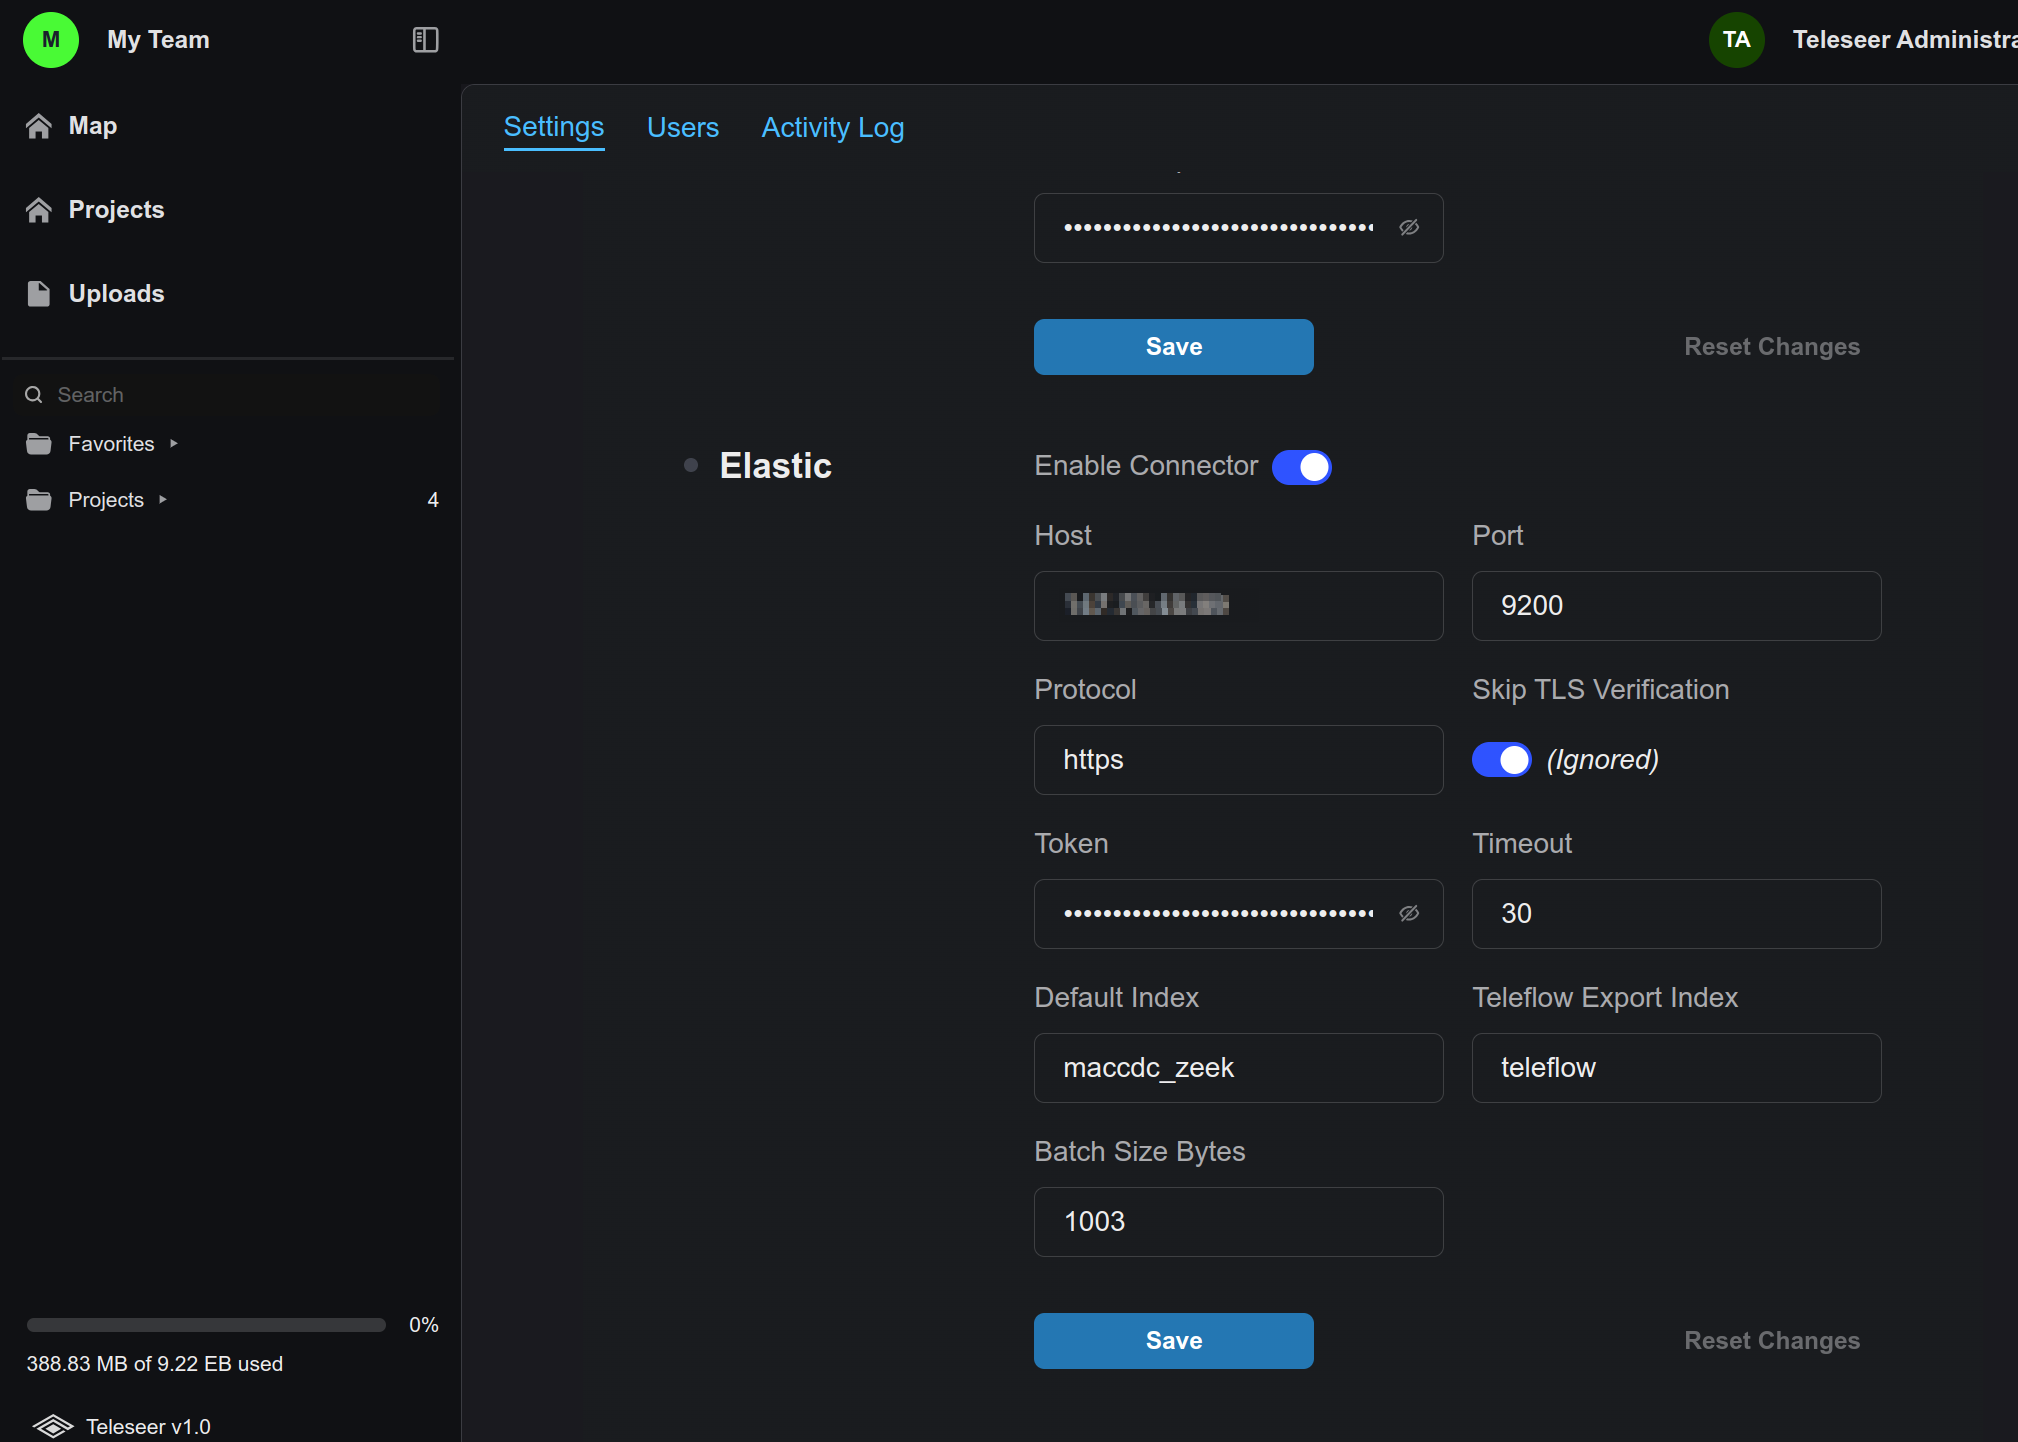 M My Team
TA Teleseer Administra
Map
Projects
Uploads
Search
Favorites
Projects 4
0%
388.83 MB of 9.22 EB used
Teleseer v1.0
Settings Users Activity Log
Save Reset Changes
Elastic
Enable Connector
Host Port
9200
Protocol Skip TLS Verification
https (Ignored)
Token Timeout
30
Default Index Teleflow Export Index
maccdc_zeek teleflow
Batch Size Bytes
1003
Save Reset Changes